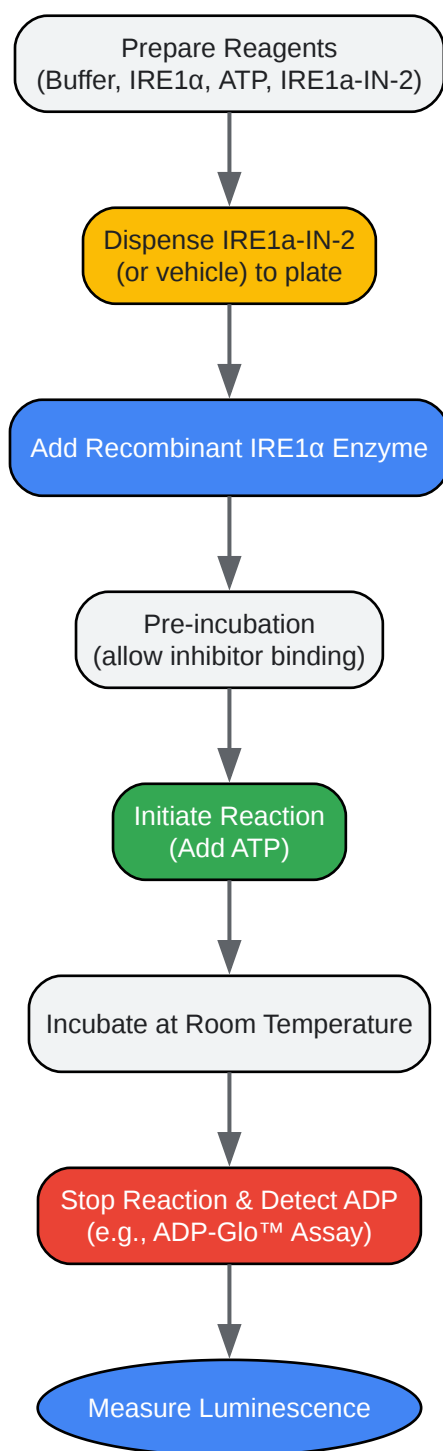 Prepare Reagents
(Buffer, IRE1α, ATP, IRE1a-IN-2)
Dispense IRE1a-IN-2
(or vehicle) to plate
Add Recombinant IRE1α Enzyme
Pre-incubation
(allow inhibitor binding)
Initiate Reaction
(Add ATP)
Incubate at Room Temperature
Stop Reaction & Detect ADP
(e.g., ADP-Glo™ Assay)
Measure Luminescence